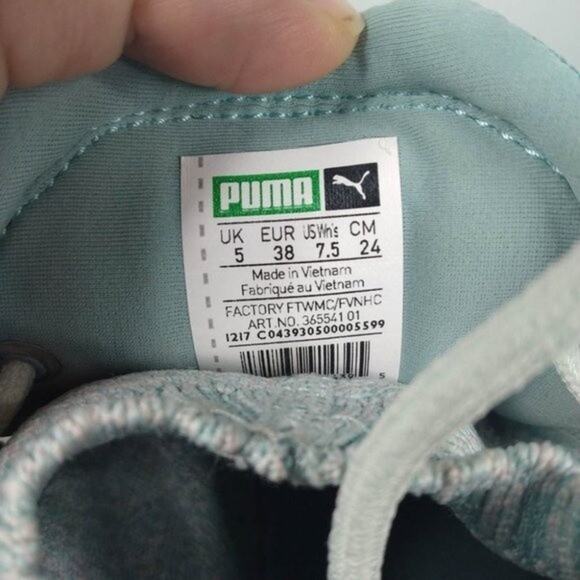 PUMA
UK EUR US Wn's CM
5 38 7.5 24
Made in Vietnam
Fabriqué au Vietnam
FACTORY FTWMC/FVNHC
ART.NO. 365541 01
1217 C043930500005599